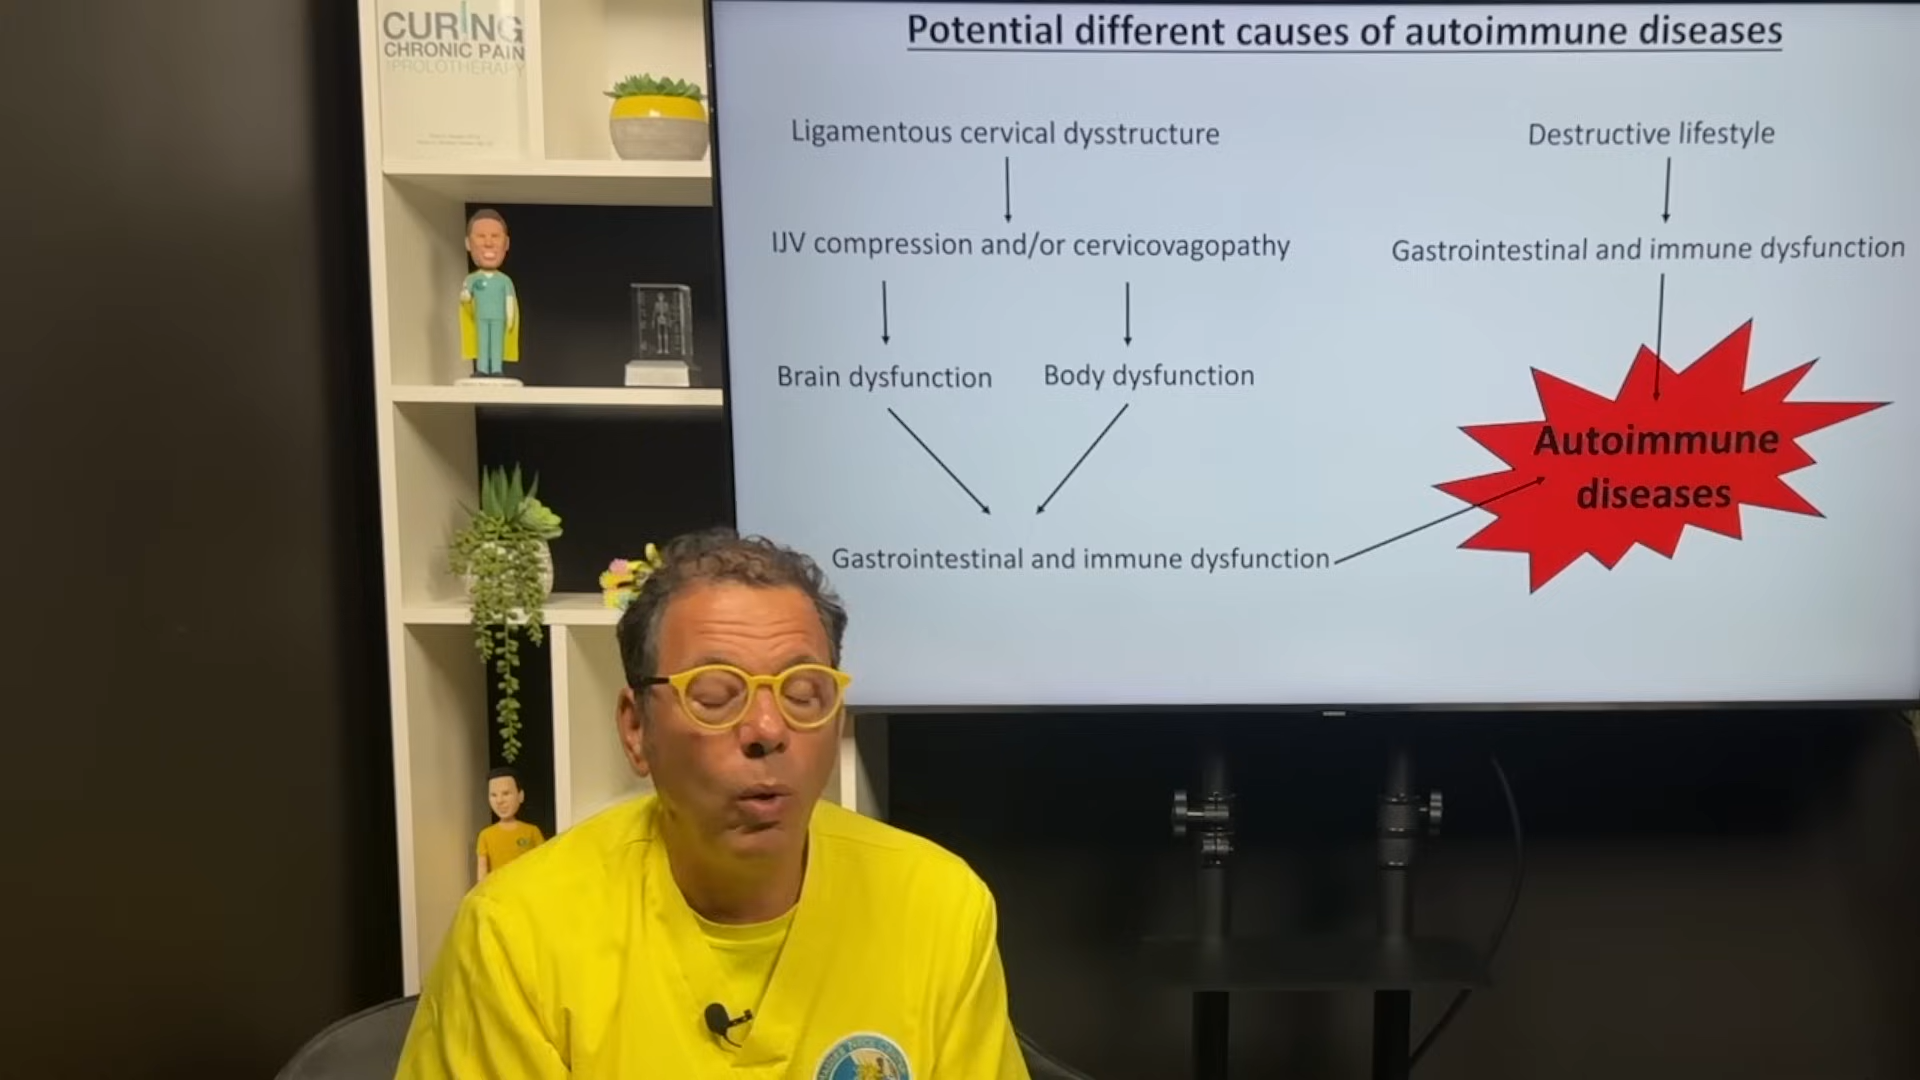 CURING
CHRONIC PAIN
PROLOTHERAPY
Potential different causes of autoimmune diseases
Ligamentous cervical dysstructure
Destructive lifestyle
IJV compression and/or cervicovagopathy
Gastrointestinal and immune dysfunction
Brain dysfunction
Body dysfunction
Autoimmune
diseases
Gastrointestinal and immune dysfunction